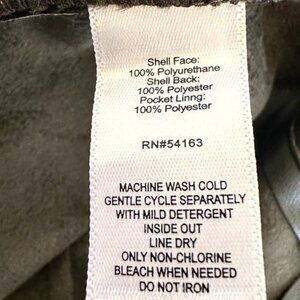 Shell Face:
100% Polyurethane
Shell Back:
100% Polyester
Pocket Linng:
100% Polyester
RN#54163
MACHINE WASH COLD
GENTLE CYCLE SEPARATELY
WITH MILD DETERGENT
INSIDE OUT
LINE DRY
ONLY NON-CHLORINE
BLEACH WHEN NEEDED
DO NOT IRON